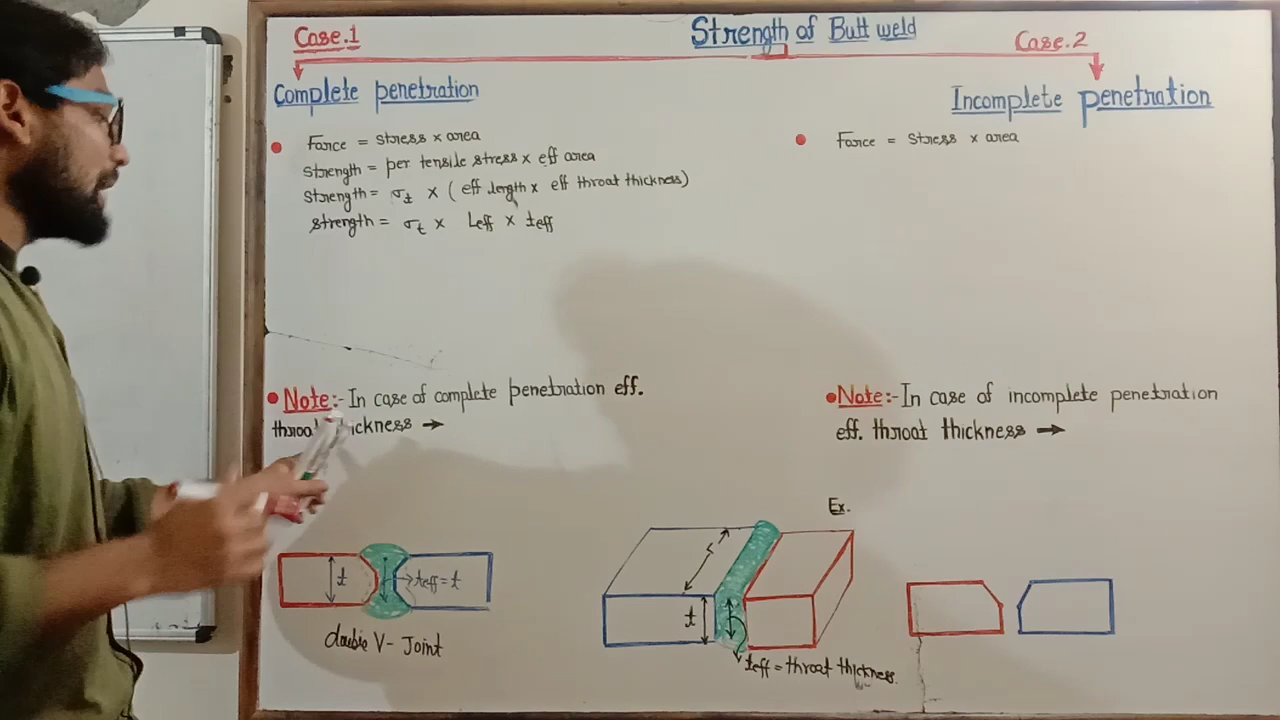 Strength of Butt weld
Case.1
Case.2
Complete penetration
Incomplete penetration
Force = stress x area
Strength = per tensile stress x eff area
Strength = σt x (eff length x eff throat thickness)
strength = σt x Leff x teff
Force = stress x area
Note:- In case of complete penetration eff.
throat thickness →
Note:- In case of incomplete penetration
eff. throat thickness →
t
teff = t
double V- Joint
Ex.
L
t
teff = throat thickness.